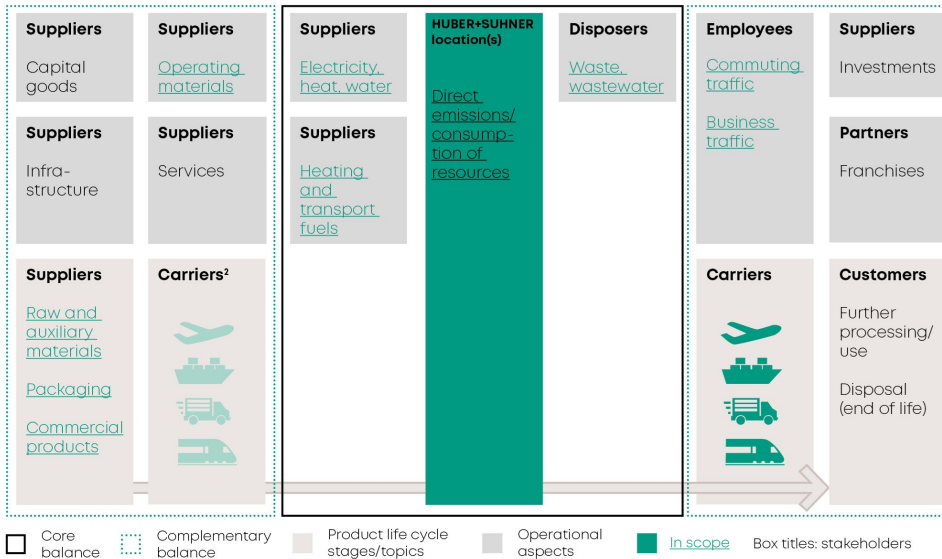 Suppliers
Capital
goods
Suppliers
Operating
materials
Suppliers
Electricity,
heat, water
HUBER+SUHNER
location(s)
Direct
emissions/
consump-
tion of
resources
Disposers
Waste,
wastewater
Employees
Commuting
traffic
Business
traffic
Suppliers
Investments
Suppliers
Infra-
structure
Suppliers
Services
Suppliers
Heating
and
transport
fuels
Partners
Franchises
Suppliers
Raw and
auxiliary
materials
Packaging
Commercial
products
Carriers²
Carriers
Customers
Further
processing/
use
Disposal
(end of life)
Core
balance
Complementary
balance
Product life cycle
stages/topics
Operational
aspects
In scope
Box titles: stakeholders